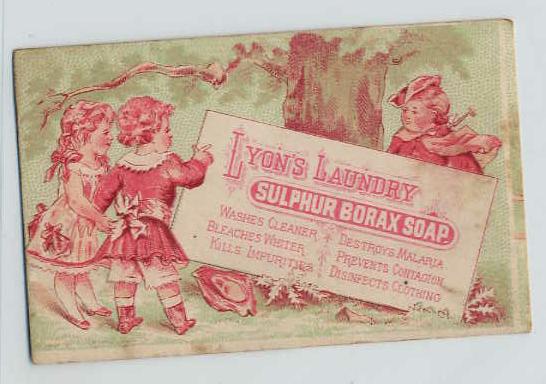 LYON'S LAUNDRY
SULPHUR BORAX SOAP.
WASHES CLEANER
BLEACHES WHITER
KILLS IMPURITIES
DESTROYS MALARIA
PREVENTS CONTAGION
DISINFECTS CLOTHING